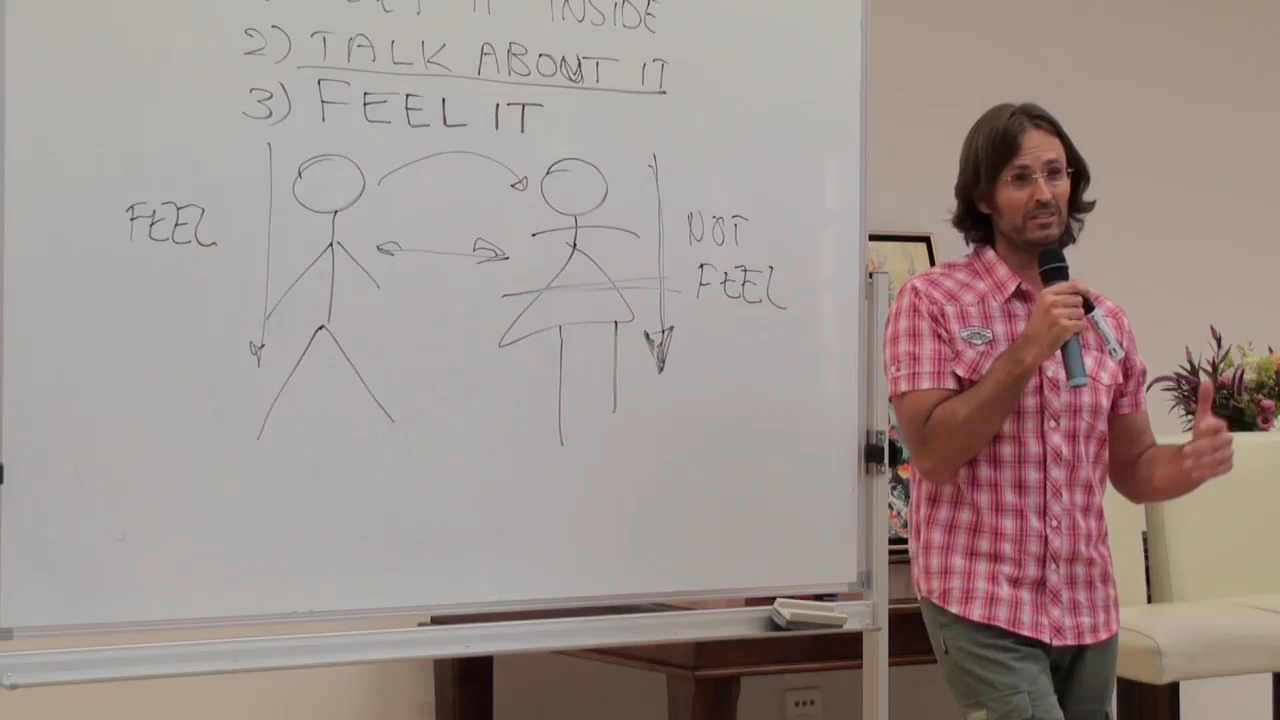 INSIDE
2) TALK ABOUT IT
3) FEEL IT
FEEL
NOT
FEEL